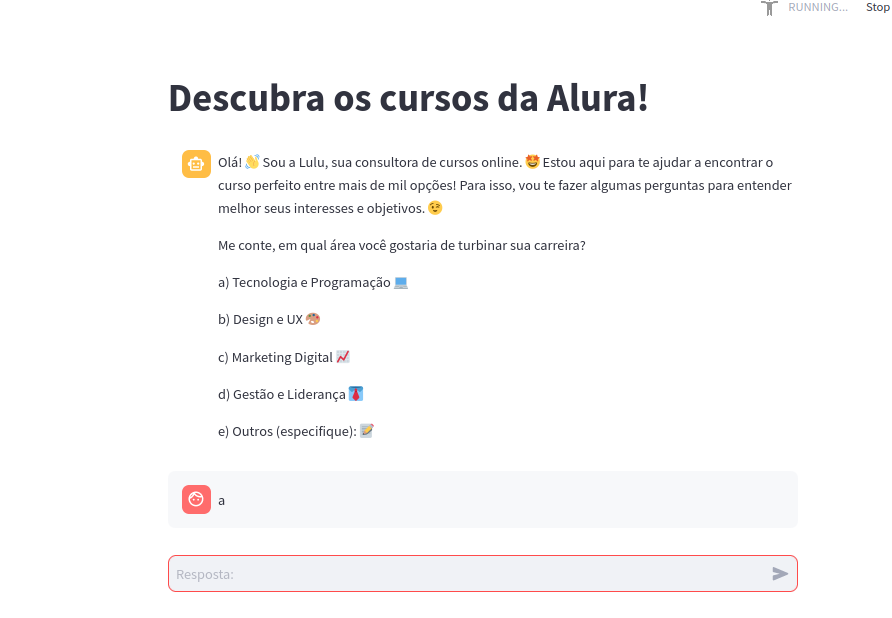 RUNNING...
Stop
Descubra os cursos da Alura!
Olá! 👋 Sou a Lulu, sua consultora de cursos online. 🤩 Estou aqui para te ajudar a encontrar o
curso perfeito entre mais de mil opções! Para isso, vou te fazer algumas perguntas para entender
melhor seus interesses e objetivos. 😉
Me conte, em qual área você gostaria de turbinar sua carreira?
a) Tecnologia e Programação 💻
b) Design e UX 🎨
c) Marketing Digital 📈
d) Gestão e Liderança 👔
e) Outros (especifique): 📝
a
Resposta: